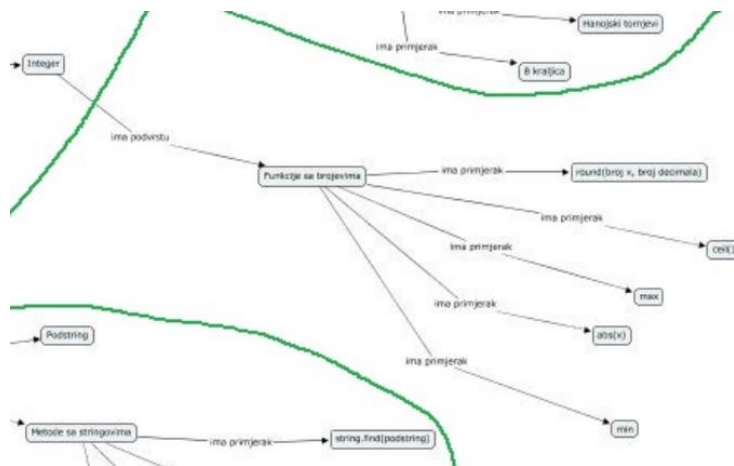 ima primjerak
Hanojski tornjevi
ima primjerak
8 kraljica
Integer
ima podvrstu
Funkcije sa brojevima
ima primjerak
round(broj x, broj decimala)
ima primjerak
ceil()
ima primjerak
max
ima primjerak
abs(x)
ima primjerak
min
Podstring
Metode sa stringovima
ima primjerak
string.find(podstring)